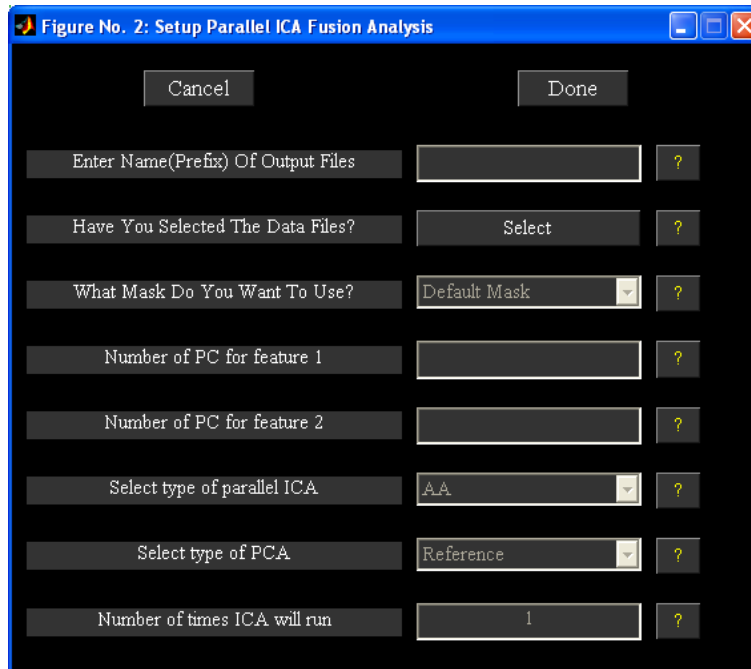 Figure No. 2: Setup Parallel ICA Fusion Analysis
Cancel Done
Enter Name(Prefix) Of Output Files ?
Have You Selected The Data Files? Select ?
What Mask Do You Want To Use? Default Mask ?
Number of PC for feature 1 ?
Number of PC for feature 2 ?
Select type of parallel ICA AA ?
Select type of PCA Reference ?
Number of times ICA will run 1 ?